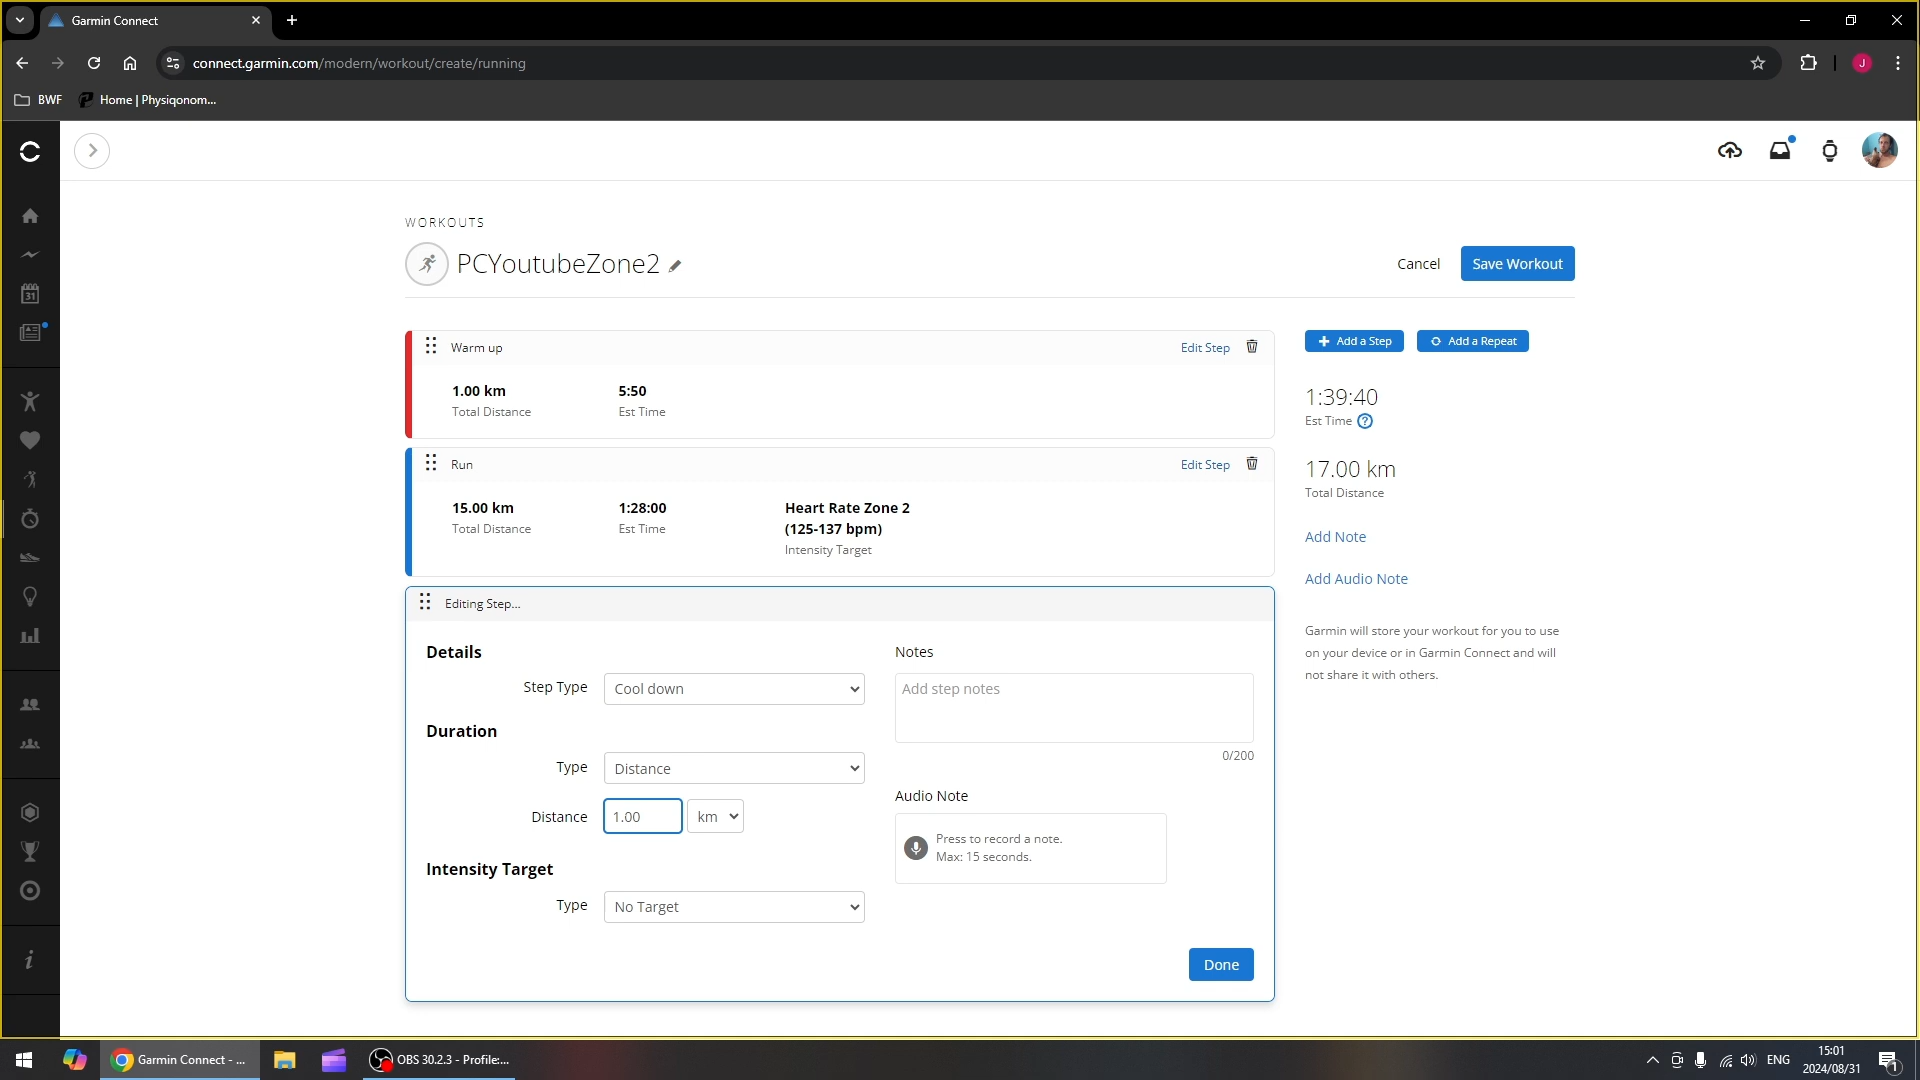 Garmin Connect
connect.garmin.com/modern/workout/create/running
J
BWF
Home | Physiqonom...
31
WORKOUTS
PCYoutubeZone2
Cancel
Save Workout
Warm up
Edit Step
1.00 km
5:50
Total Distance
Est Time
Run
Edit Step
15.00 km
1:28:00
Heart Rate Zone 2
(125-137 bpm)
Total Distance
Est Time
Intensity Target
Add a Step
Add a Repeat
1:39:40
Est Time ?
17.00 km
Total Distance
Add Note
Add Audio Note
Garmin will store your workout for you to use
on your device or in Garmin Connect and will
not share it with others.
Editing Step...
Details
Step Type
Cool down
Duration
Type
Distance
Distance
1.00
km
Intensity Target
Type
No Target
Notes
Add step notes
0/200
Audio Note
Press to record a note.
Max: 15 seconds.
Done
i
Garmin Connect - ...
OBS 30.2.3 - Profile:...
ENG
15:01
2024/08/31
1